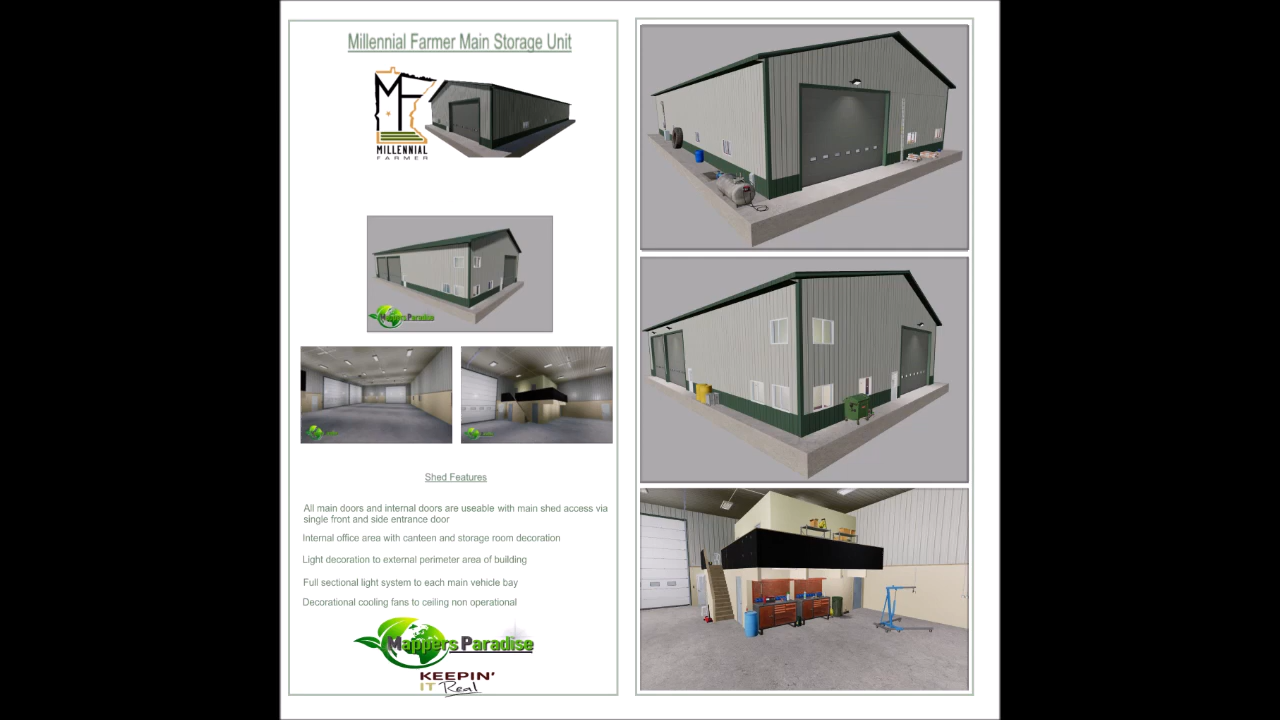 Millennial Farmer Main Storage Unit
MF
MILLENNIAL
FARMER
Mappers Paradise
Shed Features
All main doors and internal doors are useable with main shed access via
single front and side entrance door
Internal office area with canteen and storage room decoration
Light decoration to external perimeter area of building
Full sectional light system to each main vehicle bay
Decorational cooling fans to ceiling non operational
Mappers Paradise
KEEPIN'
IT Real